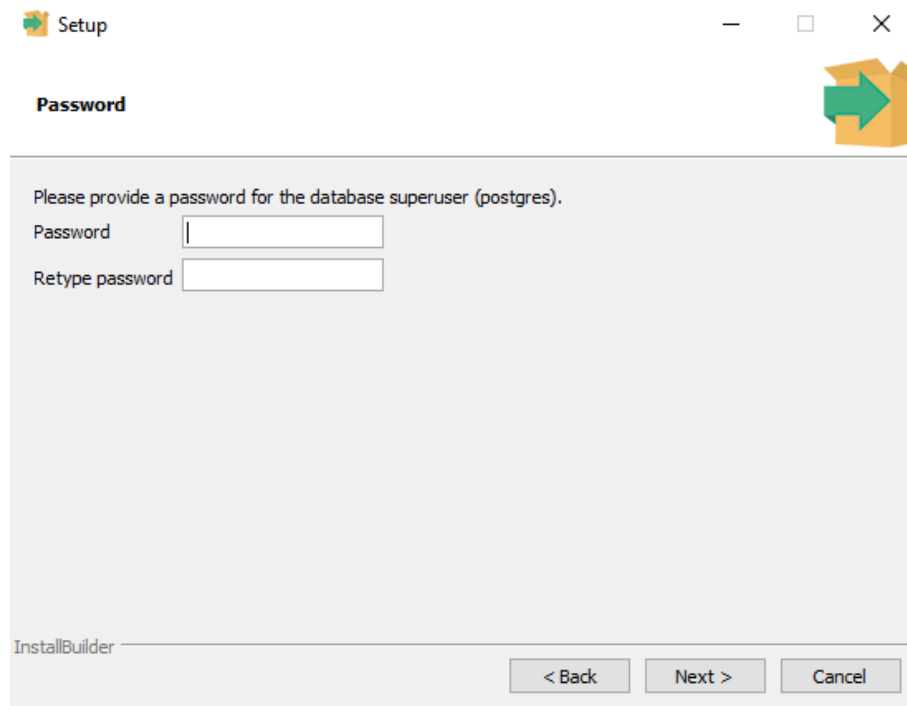 Setup
Password
Please provide a password for the database superuser (postgres).
Password
Retype password
InstallBuilder
< Back
Next >
Cancel